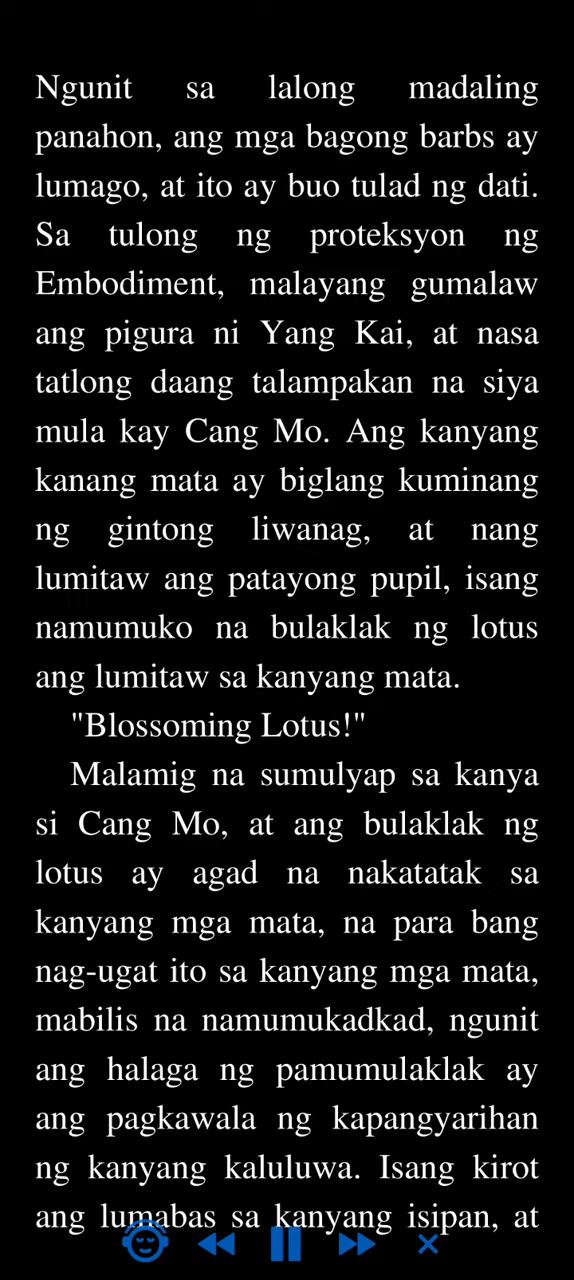 Ngunit sa lalong madaling
panahon, ang mga bagong barbs ay
lumago, at ito ay buo tulad ng dati.
Sa tulong ng proteksyon ng
Embodiment, malayang gumalaw
ang pigura ni Yang Kai, at nasa
tatlong daang talampakan na siya
mula kay Cang Mo. Ang kanyang
kanang mata ay biglang kuminang
ng gintong liwanag, at nang
lumitaw ang patayong pupil, isang
namumuko na bulaklak ng lotus
ang lumitaw sa kanyang mata.
"Blossoming Lotus!"
Malamig na sumulyap sa kanya
si Cang Mo, at ang bulaklak ng
lotus ay agad na nakatatak sa
kanyang mga mata, na para bang
nag-ugat ito sa kanyang mga mata,
mabilis na namumukadkad, ngunit
ang halaga ng pamumulaklak ay
ang pagkawala ng kapangyarihan
ng kanyang kaluluwa. Isang kirot
ang lumabas sa kanyang isipan, at